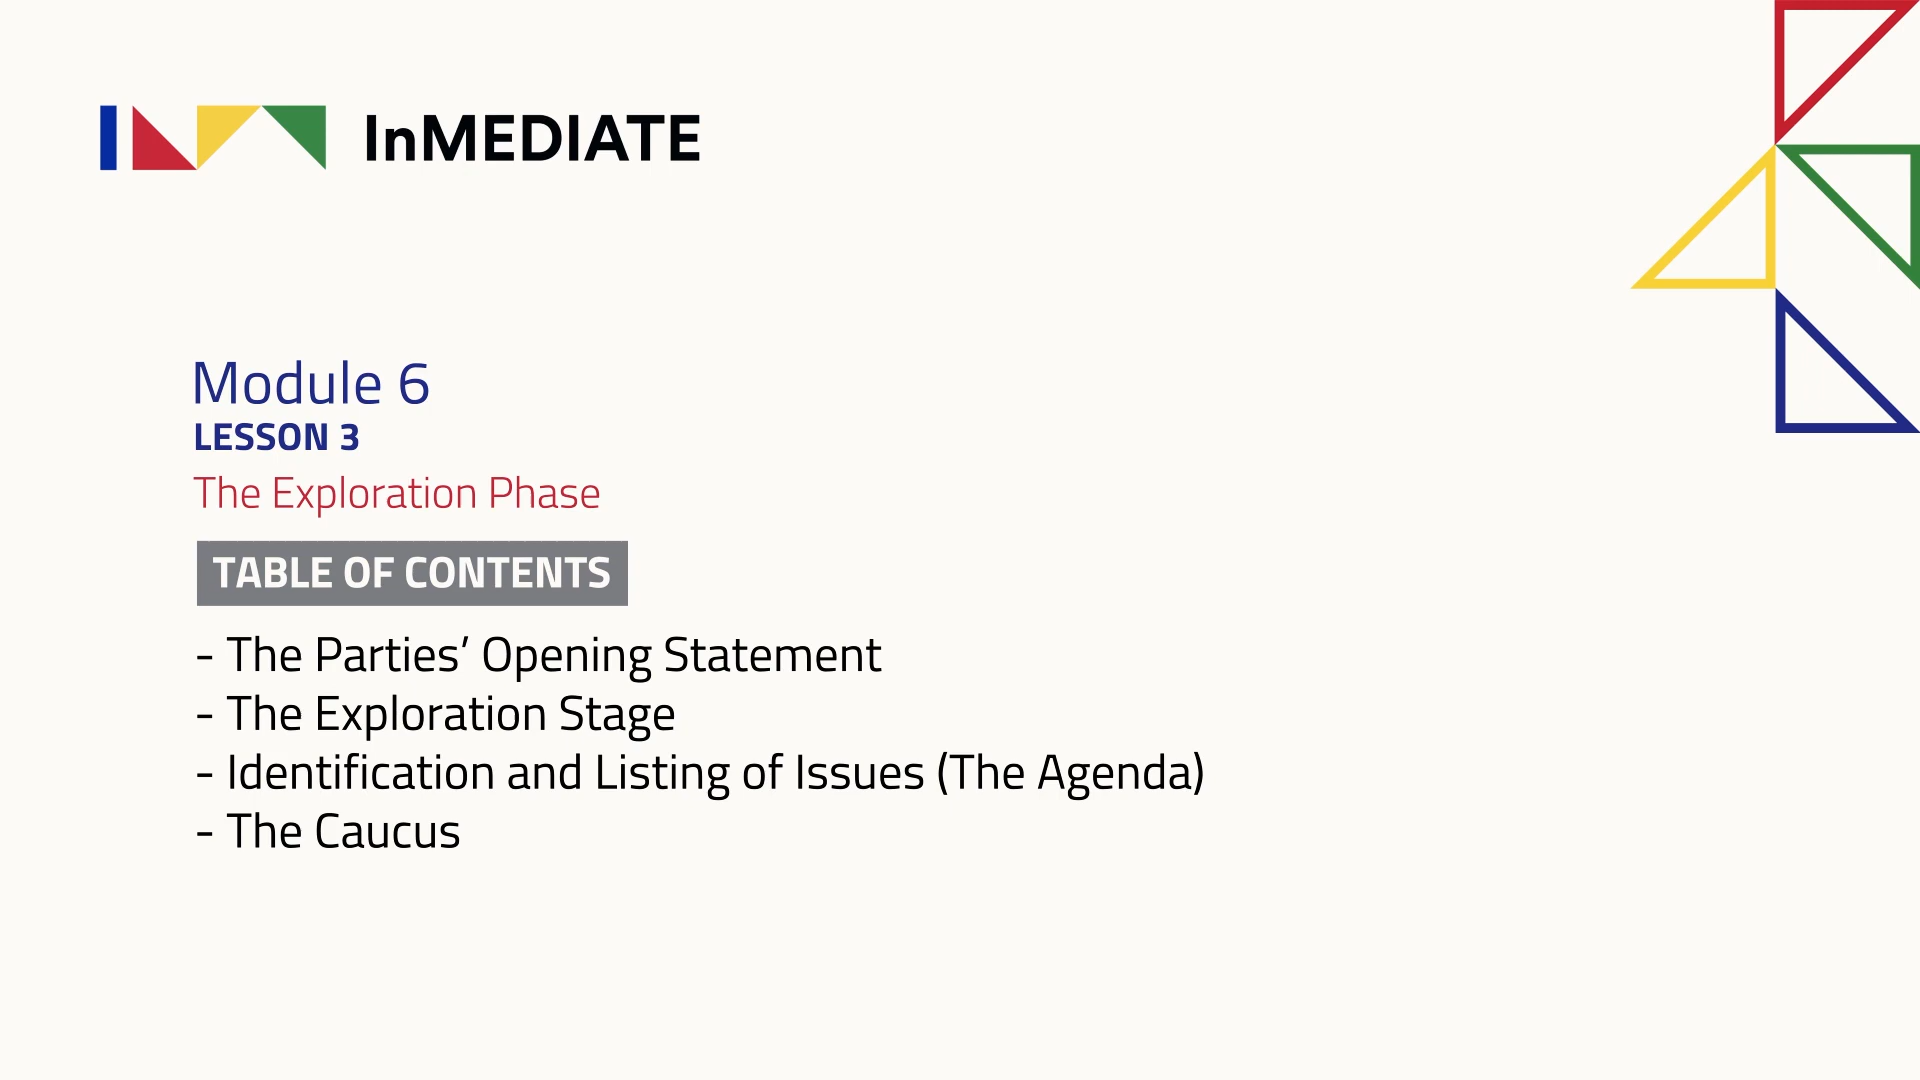 InMEDIATE
Module 6
LESSON 3
The Exploration Phase
TABLE OF CONTENTS
- The Parties’ Opening Statement
- The Exploration Stage
- Identification and Listing of Issues (The Agenda)
- The Caucus